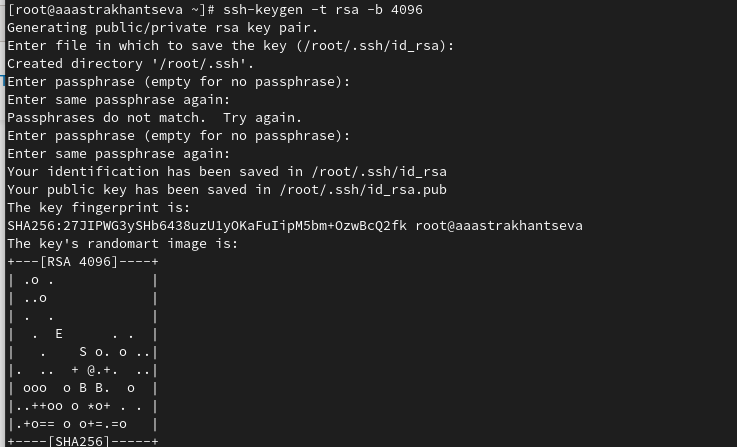 [root@aaastrakhantseva ~]# ssh-keygen -t rsa -b 4096
Generating public/private rsa key pair.
Enter file in which to save the key (/root/.ssh/id_rsa):
Created directory '/root/.ssh'.
Enter passphrase (empty for no passphrase):
Enter same passphrase again:
Passphrases do not match.  Try again.
Enter passphrase (empty for no passphrase):
Enter same passphrase again:
Your identification has been saved in /root/.ssh/id_rsa
Your public key has been saved in /root/.ssh/id_rsa.pub
The key fingerprint is:
SHA256:27JIPWG3ySHb6438uzU1yOKaFuIipM5bm+OzwBcQ2fk root@aaastrakhantseva
The key's randomart image is:
+---[RSA 4096]----+
| .o .            |
| ..o             |
| .  .            |
|  .  E      . .  |
|   .    S o. o ..|
|.  ..  + @.+.  ..|
| ooo  o B B.  o  |
|..++oo o *o+ . . |
|.+o== o o+=.=o   |
+----[SHA256]-----+